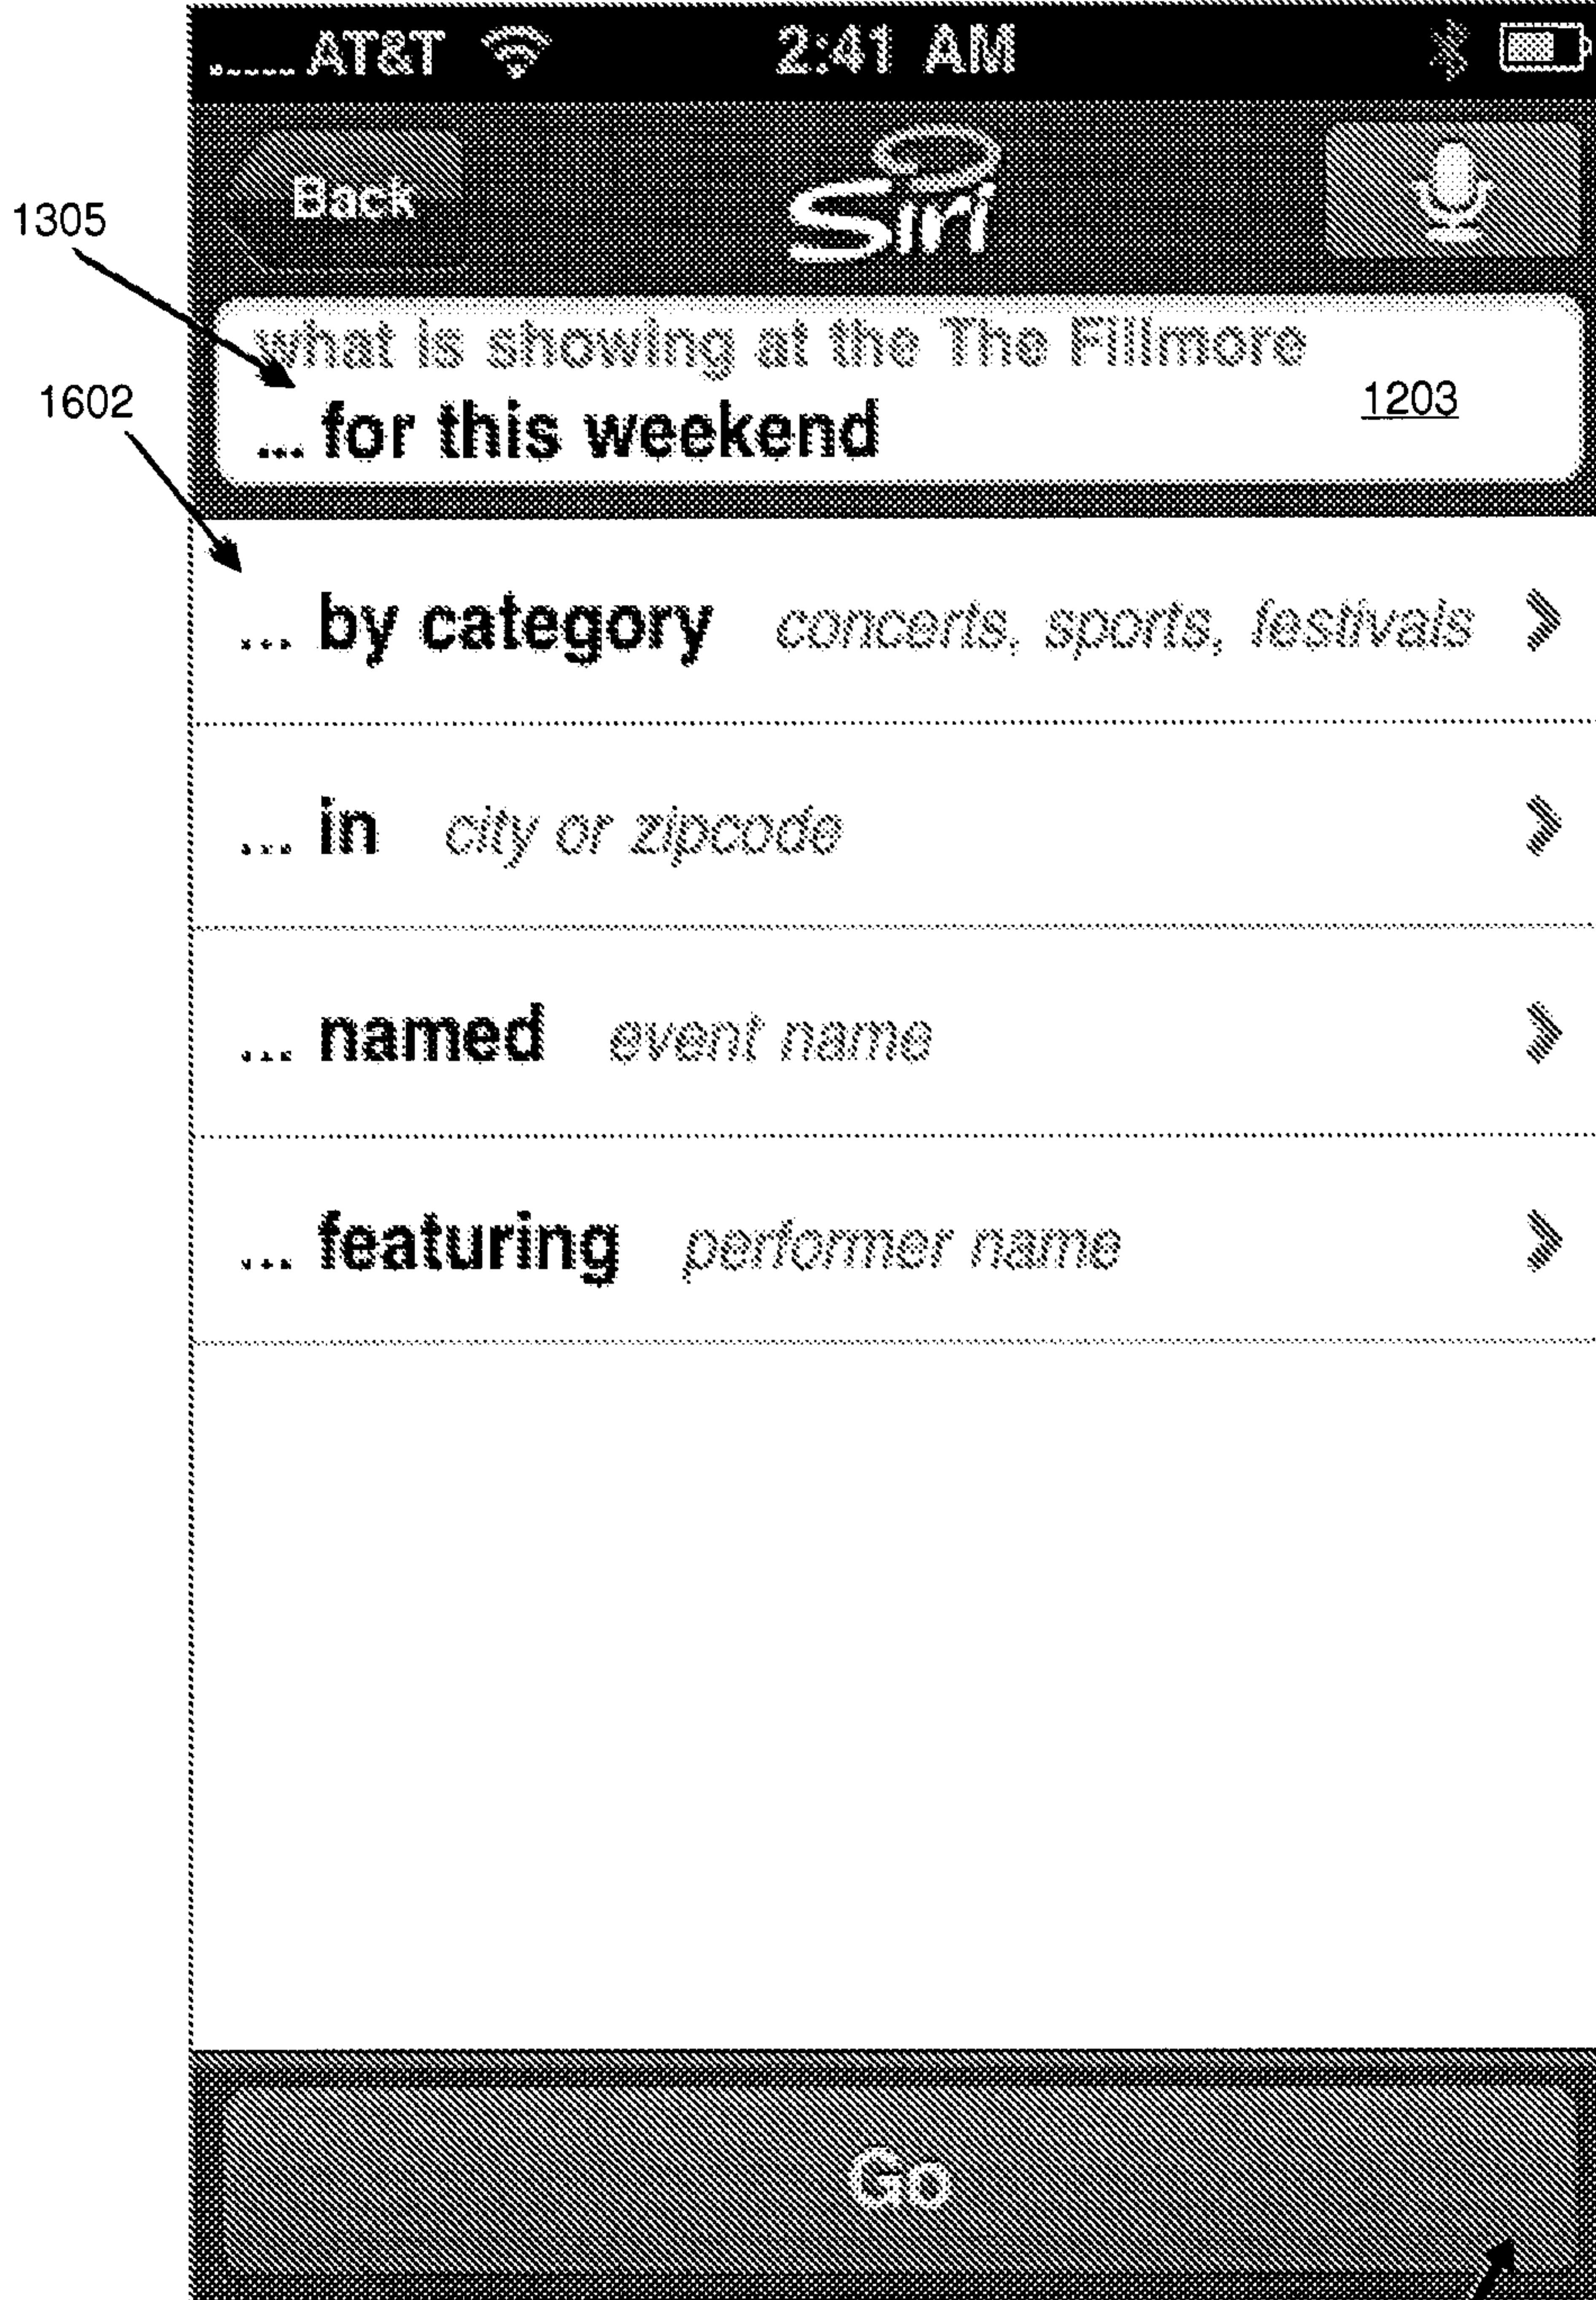 AT&T 2:41 AM
Back Siri
1305
what is showing at the The Fillmore
1602
... for this weekend 1203
... by category concerts, sports, festivals
... in city or zipcode
... named event name
... featuring performer name
Go